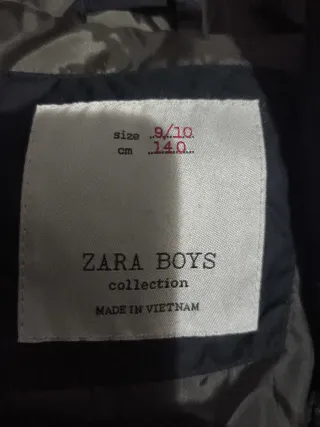 size 9/10
cm 140
ZARA BOYS
collection
MADE IN VIETNAM